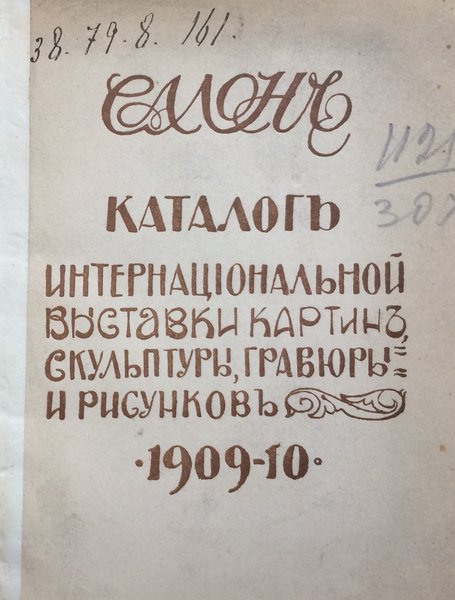 38. 79. 8. 161.
САЛОНЪ
КАТАЛОГЪ
ИНТЕРНАЦІОНАЛЬНОЙ
ВЫСТАВКИ КАРТИНЪ,
СКУЛЬПТУРЫ, ГРАВЮРЫ
И РИСУНКОВЪ
·1909-10·